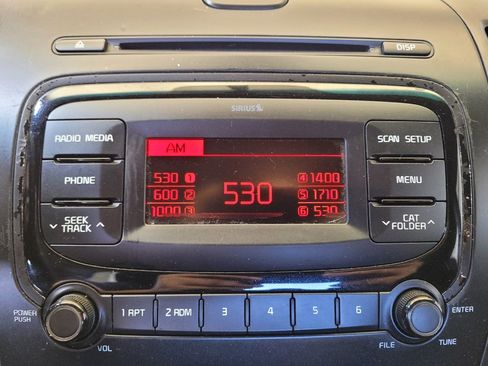 DISP
SIRIUS
RADIO MEDIA
SCAN SETUP
AM
530 1
600 2
1000 3
530
4 1400
5 1710
6 530
PHONE
MENU
SEEK
TRACK
CAT
FOLDER
POWER
PUSH
VOL
1 RPT
2 RDM
3
4
5
6
FILE
TUNE
ENTER